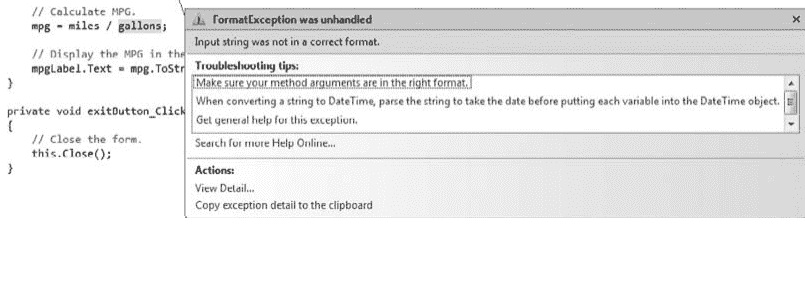 // Calculate MPG.
mpg = miles / gallons;
// Display the MPG in the
mpgLabel.Text = mpg.ToStr
}
private void exitButton_Click
{
// Close the form.
this.Close();
}
FormatException was unhandled
Input string was not in a correct format.
Troubleshooting tips:
Make sure your method arguments are in the right format.
When converting a string to DateTime, parse the string to take the date before putting each variable into the DateTime object.
Get general help for this exception.
Search for more Help Online...
Actions:
View Detail...
Copy exception detail to the clipboard